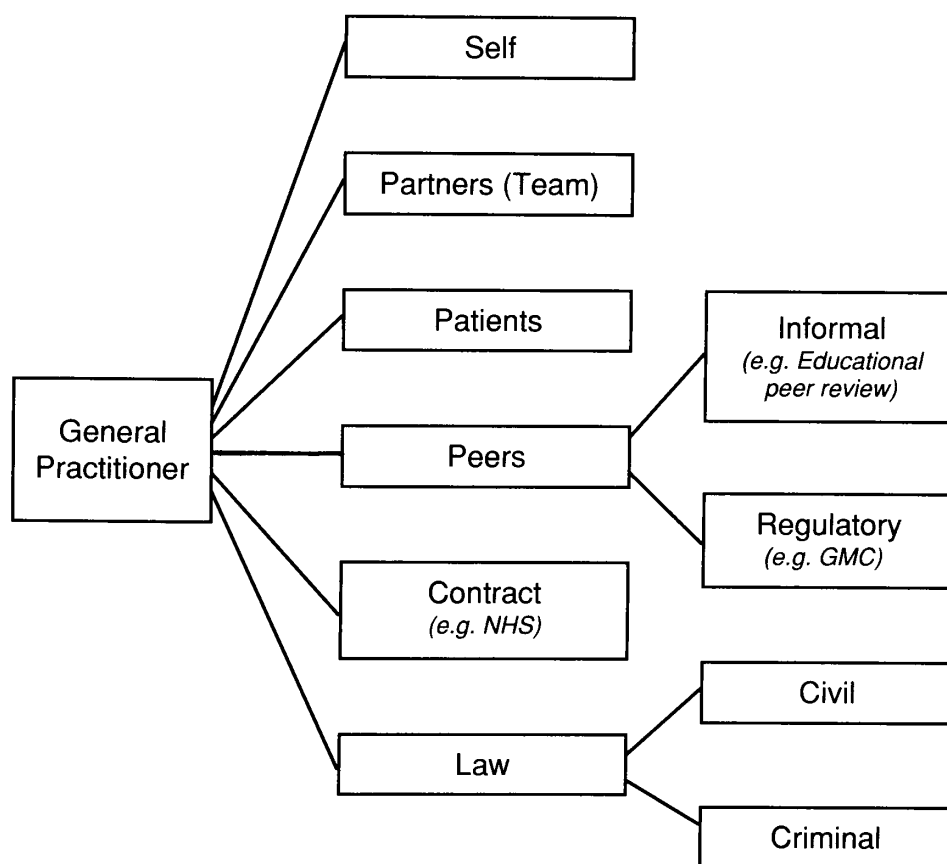 Self
Partners (Team)
Patients
Informal
(e.g. Educational
peer review)
General
Practitioner
Peers
Regulatory
(e.g. GMC)
Contract
(e.g. NHS)
Civil
Law
Criminal